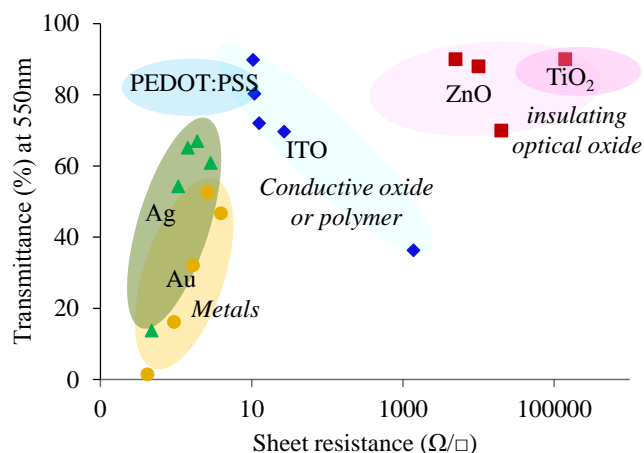 Transmittance (%) at 550nm
100
80
60
40
20
0
0
10
1000
100000
Sheet resistance (Ω/□)
PEDOT:PSS
ZnO
TiO₂
insulating
optical oxide
ITO
Conductive oxide
or polymer
Ag
Au
Metals